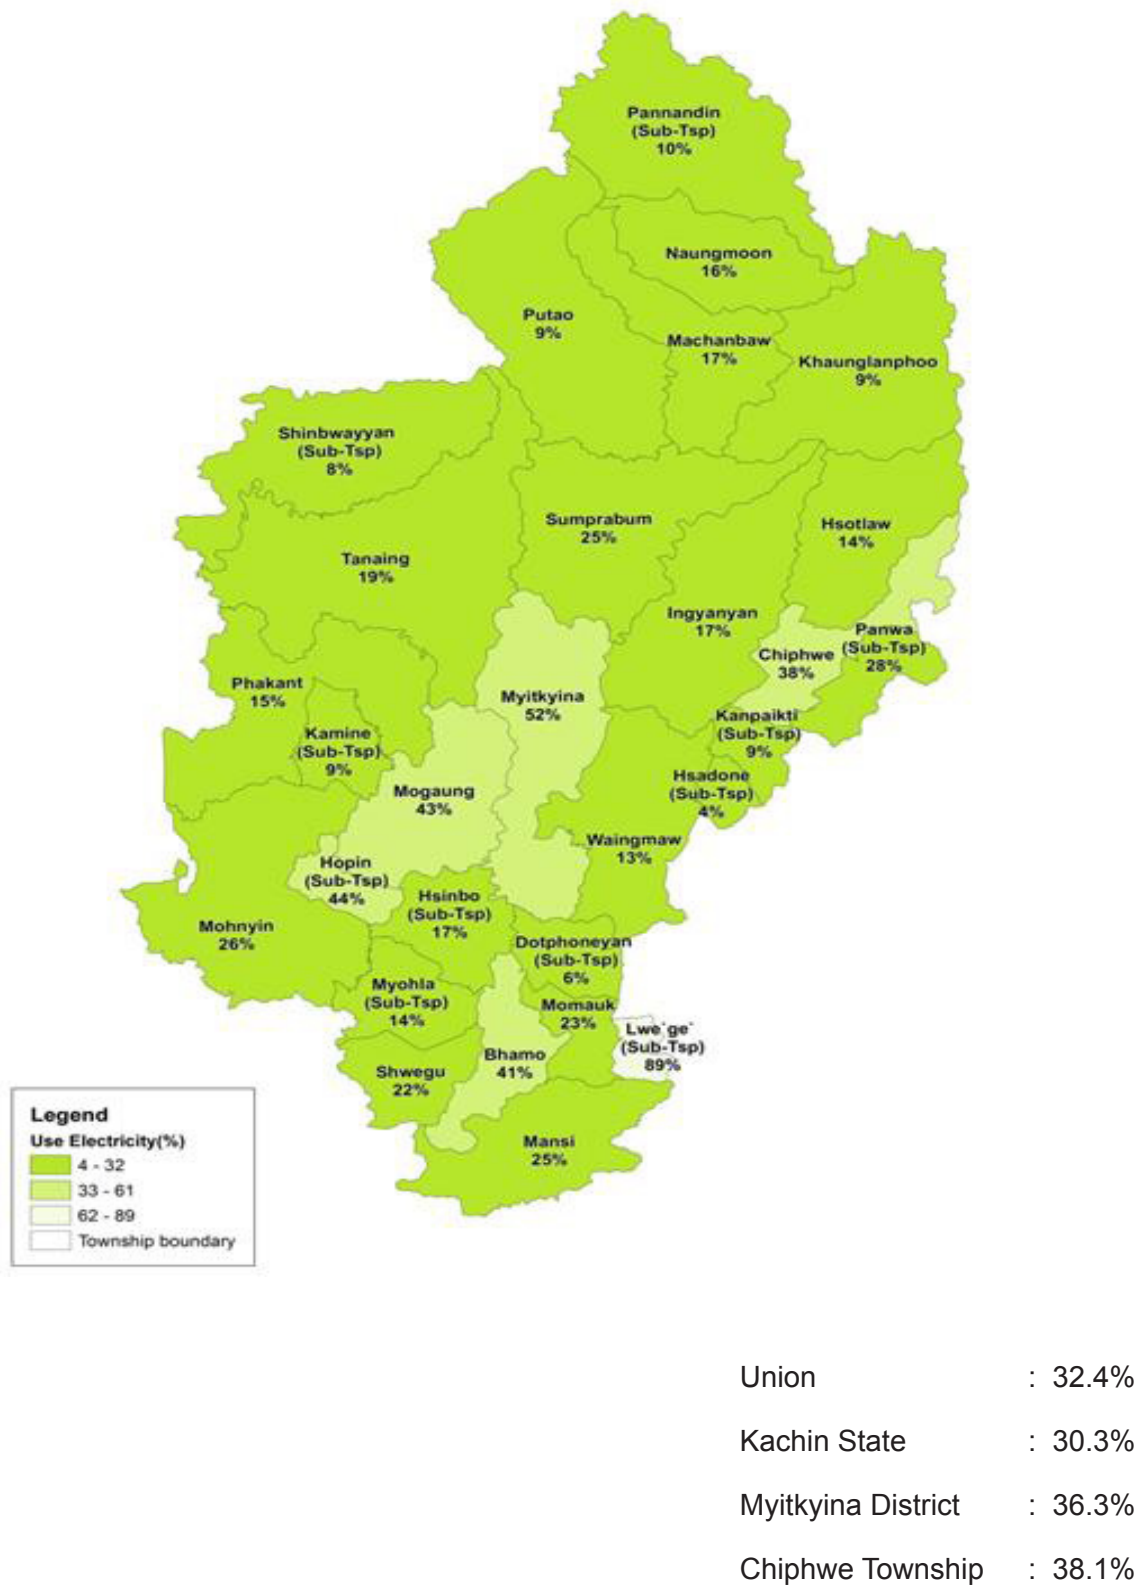 Pannandin
(Sub-Tsp)
10%
Naungmoon
16%
Putao
9%
Machanbaw
17%
Khaunglanphoo
9%
Shinbwayyan
(Sub-Tsp)
8%
Sumprabum
25%
Hsotlaw
14%
Tanaing
19%
Ingyanyan
17%
Panwa
(Sub-Tsp)
28%
Chiphwe
38%
Phakant
15%
Myitkyina
52%
Kanpaikti
(Sub-Tsp)
9%
Kamine
(Sub-Tsp)
9%
Hsadone
(Sub-Tsp)
4%
Mogaung
43%
Waingmaw
13%
Hopin
(Sub-Tsp)
44%
Hsinbo
(Sub-Tsp)
17%
Mohnyin
26%
Dotphoneyan
(Sub-Tsp)
6%
Myohla
(Sub-Tsp)
14%
Momauk
23%
Lwe`ge`
(Sub-Tsp)
89%
Bhamo
41%
Shwegu
22%
Mansi
25%
Legend
Use Electricity(%)
4 - 32
33 - 61
62 - 89
Township boundary
Union : 32.4%
Kachin State : 30.3%
Myitkyina District : 36.3%
Chiphwe Township : 38.1%